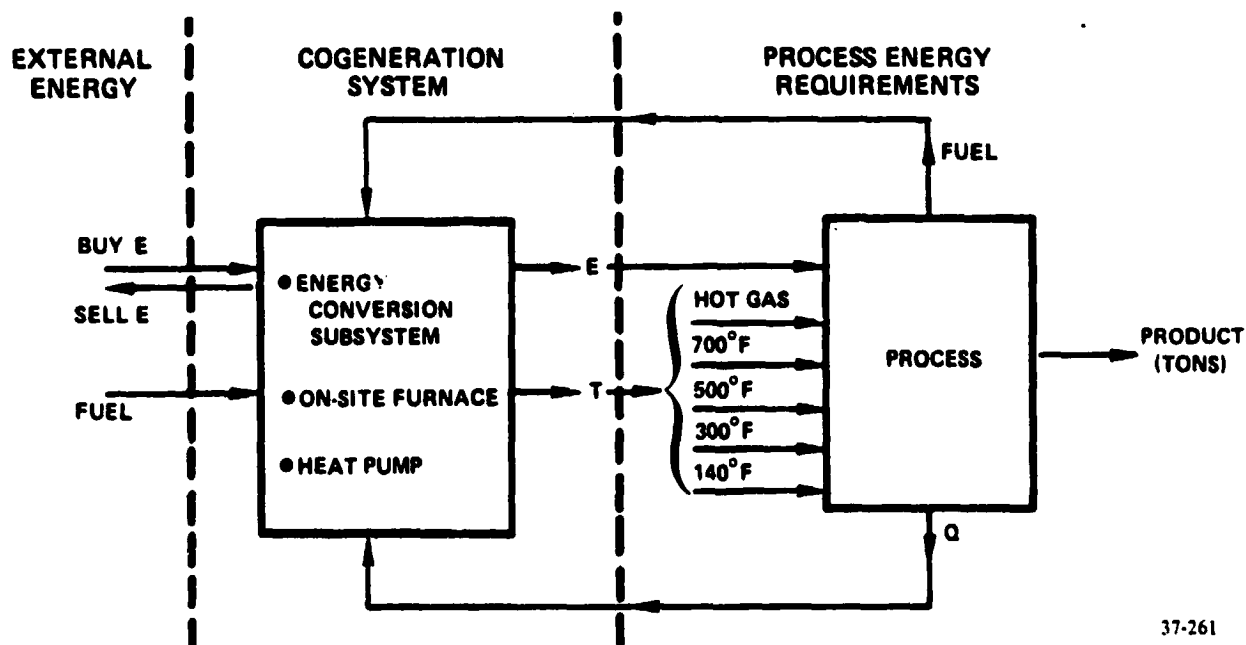 EXTERNAL
ENERGY
COGENERATION
SYSTEM
PROCESS ENERGY
REQUIREMENTS
FUEL
BUY E
SELL E
FUEL
● ENERGY
CONVERSION
SUBSYSTEM
● ON-SITE FURNACE
● HEAT PUMP
E
T
HOT GAS
700°F
500°F
300°F
140°F
PROCESS
PRODUCT
(TONS)
Q
37-261